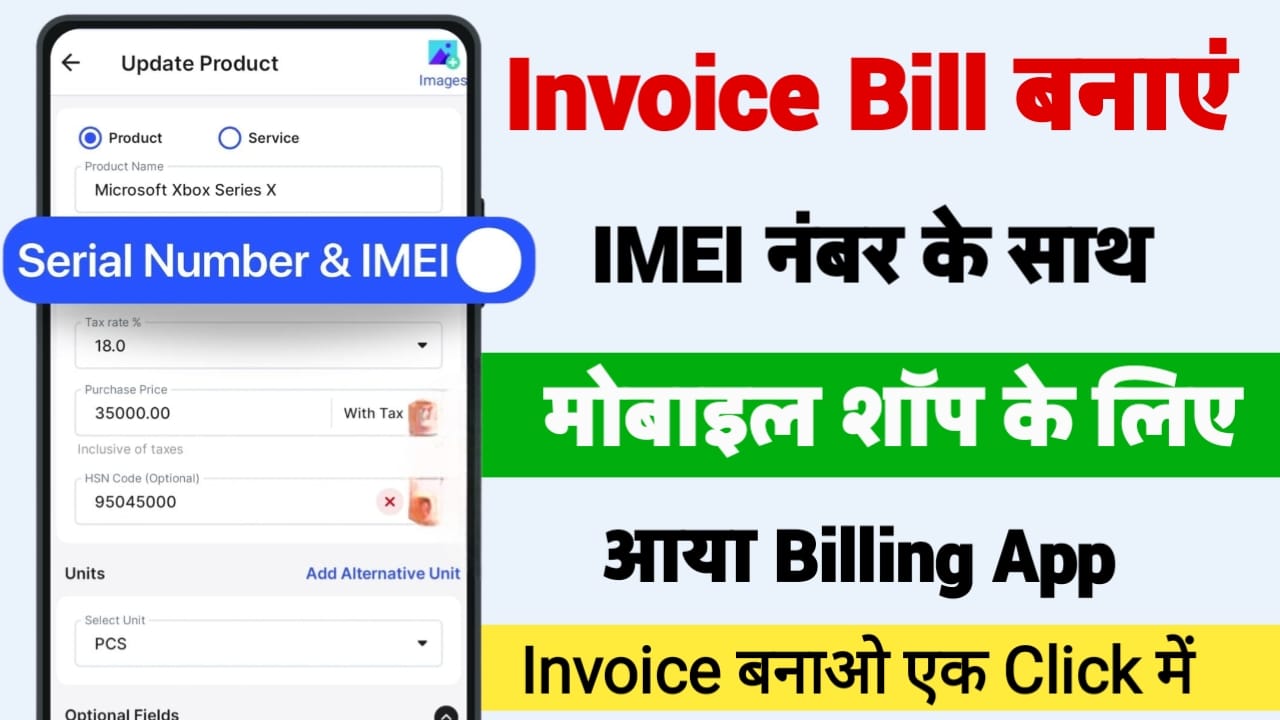 Update Product
Images
Product
Service
Product Name
Microsoft Xbox Series X
Serial Number & IMEI
Tax rate %
18.0
Purchase Price
35000.00
With Tax
Inclusive of taxes
HSN Code (Optional)
95045000
Units
Add Alternative Unit
Select Unit
PCS
Optional Fields
Invoice Bill बनाएं
IMEI नंबर के साथ
मोबाइल शॉप के लिए
आया Billing App
Invoice बनाओ एक Click में